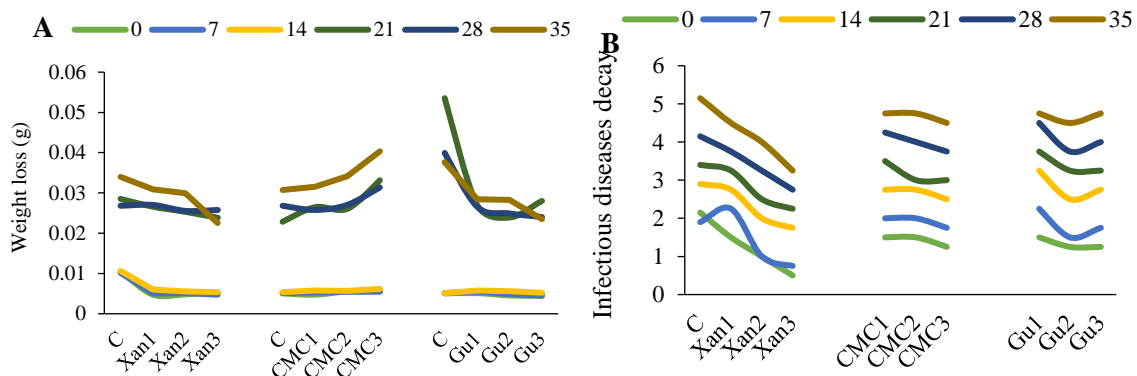 A
0 7 14 21 28 35
Weight loss (g)
0.06
0.05
0.04
0.03
0.02
0.01
0
C Xan1 Xan2 Xan3 C CMC1 CMC2 CMC3 C Gu1 Gu2 Gu3
B
0 7 14 21 28 35
Infectious diseases decay
6
5
4
3
2
1
0
C Xan1 Xan2 Xan3 CMC1 CMC2 CMC3 Gu1 Gu2 Gu3